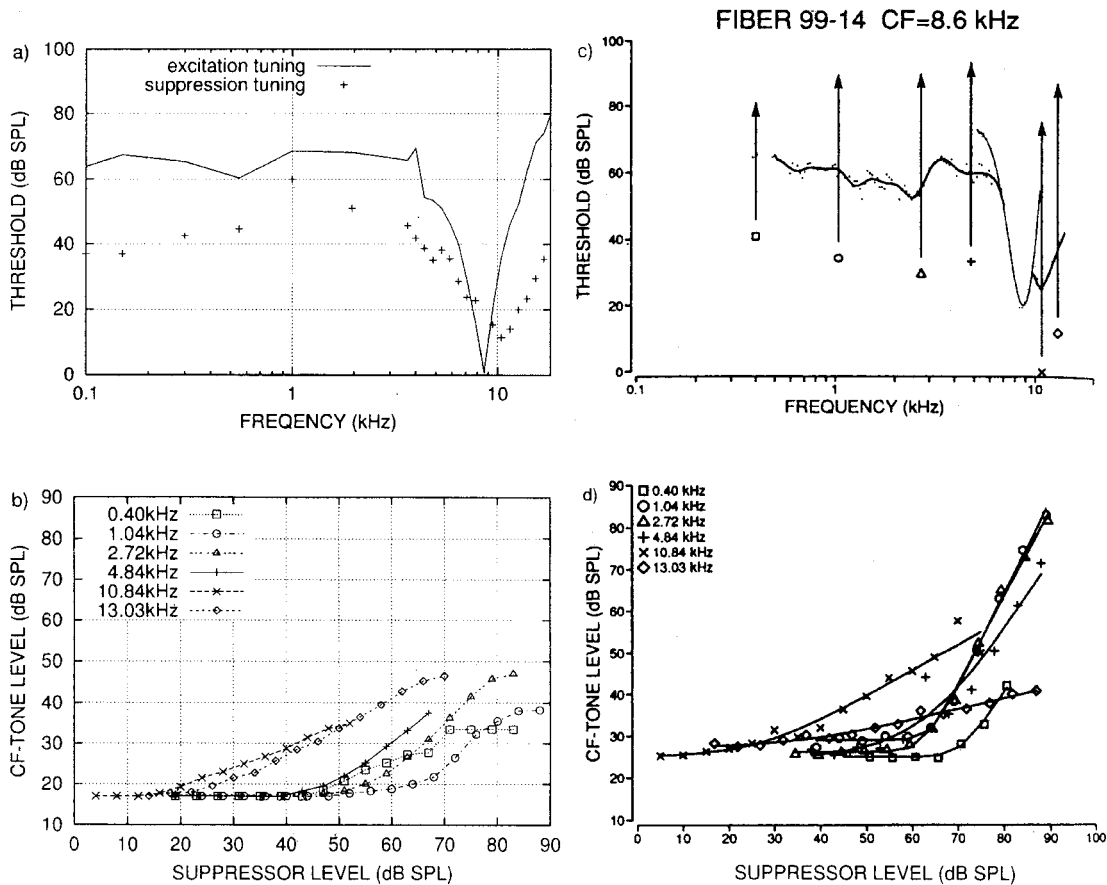 FIBER 99-14 CF=8.6 kHz
a)
excitation tuning
suppression tuning
THRESHOLD (dB SPL)
100
80
60
40
20
0
0.1
1
10
FREQENCY (kHz)
c)
THRESHOLD (dB SPL)
100
80
60
40
20
0
0.1
1
10
FREQUENCY (kHz)
b)
0.40kHz
1.04kHz
2.72kHz
4.84kHz
10.84kHz
13.03kHz
CF-TONE LEVEL (dB SPL)
90
80
70
60
50
40
30
20
10
0 10 20 30 40 50 60 70 80 90
SUPPRESSOR LEVEL (dB SPL)
d)
0.40 kHz
1.04 kHz
2.72 kHz
4.84 kHz
10.84 kHz
13.03 kHz
CF-TONE LEVEL (dB SPL)
90
80
70
60
50
40
30
20
10
0 10 20 30 40 50 60 70 80 90 100
SUPPRESSOR LEVEL (dB SPL)